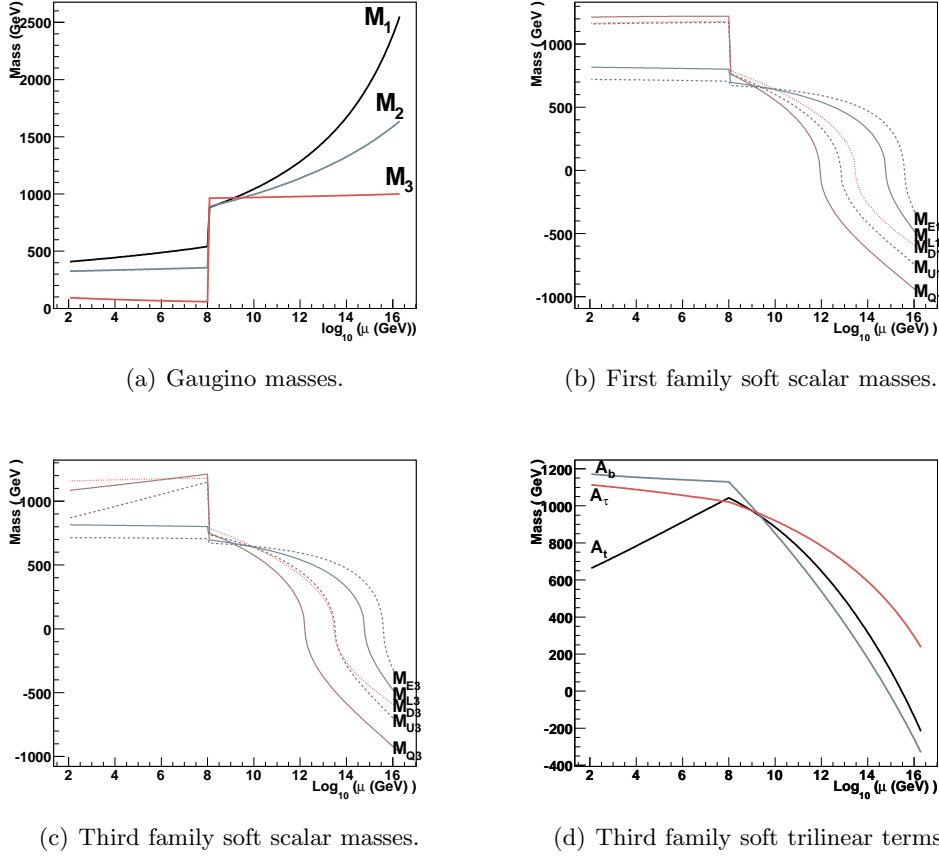 Mass (GeV)
2500
2000
1500
1000
500
0
M1
M2
M3
2 4 6 8 10 12 14 16
log10 (μ (GeV))
(a) Gaugino masses.
Mass ( GeV )
1000
500
0
-500
-1000
ME1
ML1
MD1
MU1
MQ1
2 4 6 8 10 12 14 16
Log10 (μ (GeV) )
(b) First family soft scalar masses.
Mass ( GeV )
1000
500
0
-500
-1000
ME3
ML3
MD3
MU3
MQ3
2 4 6 8 10 12 14 16
Log10 (μ (GeV) )
(c) Third family soft scalar masses.
Mass ( GeV )
1200
1000
800
600
400
200
0
-200
-400
Ab
Aτ
At
2 4 6 8 10 12 14 16
Log10 (μ (GeV) )
(d) Third family soft trilinear terms